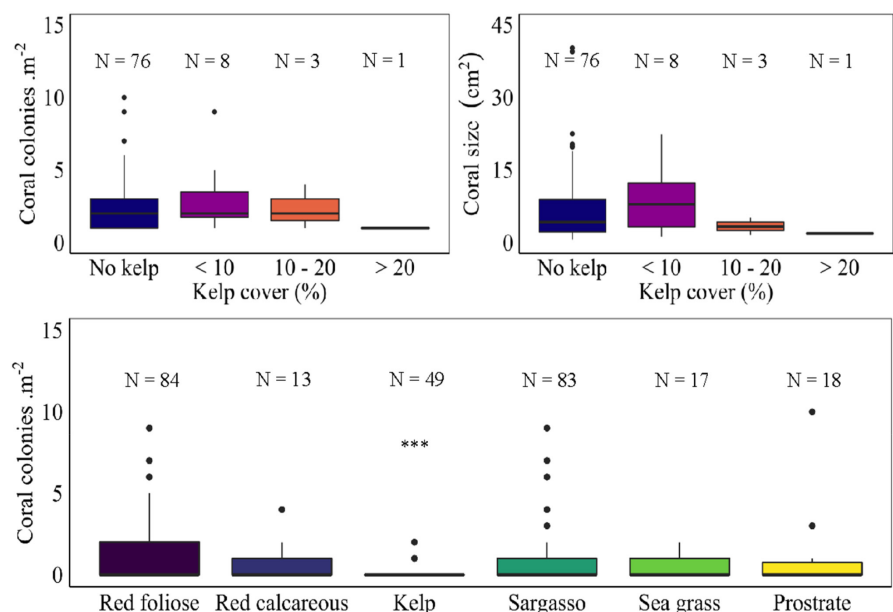 15
10
5
0
Coral colonies .m-2
N = 76
N = 8
N = 3
N = 1
No kelp
< 10
10 - 20
> 20
Kelp cover (%)
45
30
15
0
Coral size (cm2)
N = 76
N = 8
N = 3
N = 1
No kelp
< 10
10 - 20
> 20
Kelp cover (%)
15
10
5
0
Coral colonies .m-2
N = 84
N = 13
N = 49
N = 83
N = 17
N = 18
***
Red foliose
Red calcareous
Kelp
Sargasso
Sea grass
Prostrate